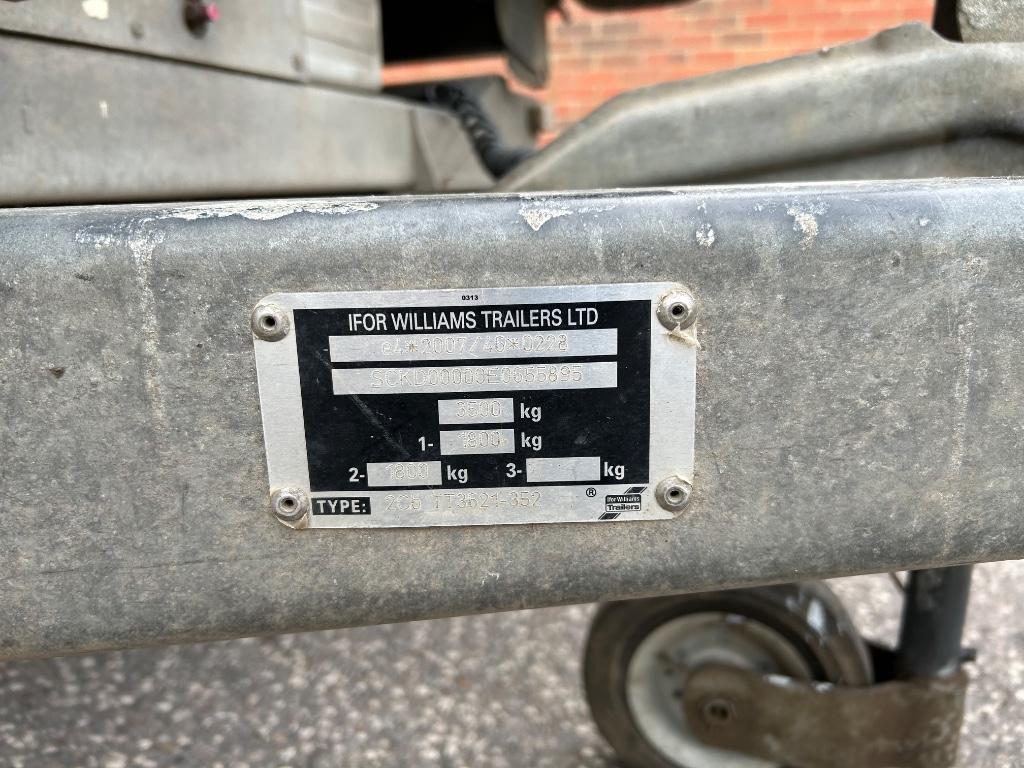 0313
IFOR WILLIAMS TRAILERS LTD
e4*2007/46*0228
SCKD00000E0655895
3500 kg
1- 1800 kg
2- 1800 kg 3- kg
TYPE: 2Cb TT3621-352 ® Ifor Williams
Trailers